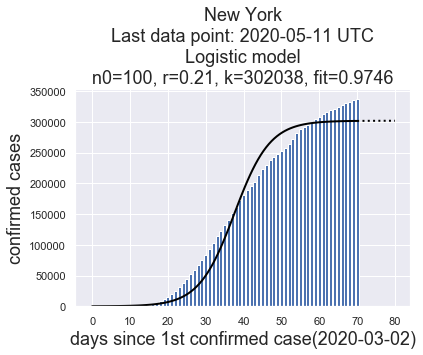 New York
Last data point: 2020-05-11 UTC
Logistic model
n0=100, r=0.21, k=302038, fit=0.9746
350000
300000
250000
200000
150000
100000
50000
0
confirmed cases
0 10 20 30 40 50 60 70 80
days since 1st confirmed case(2020-03-02)